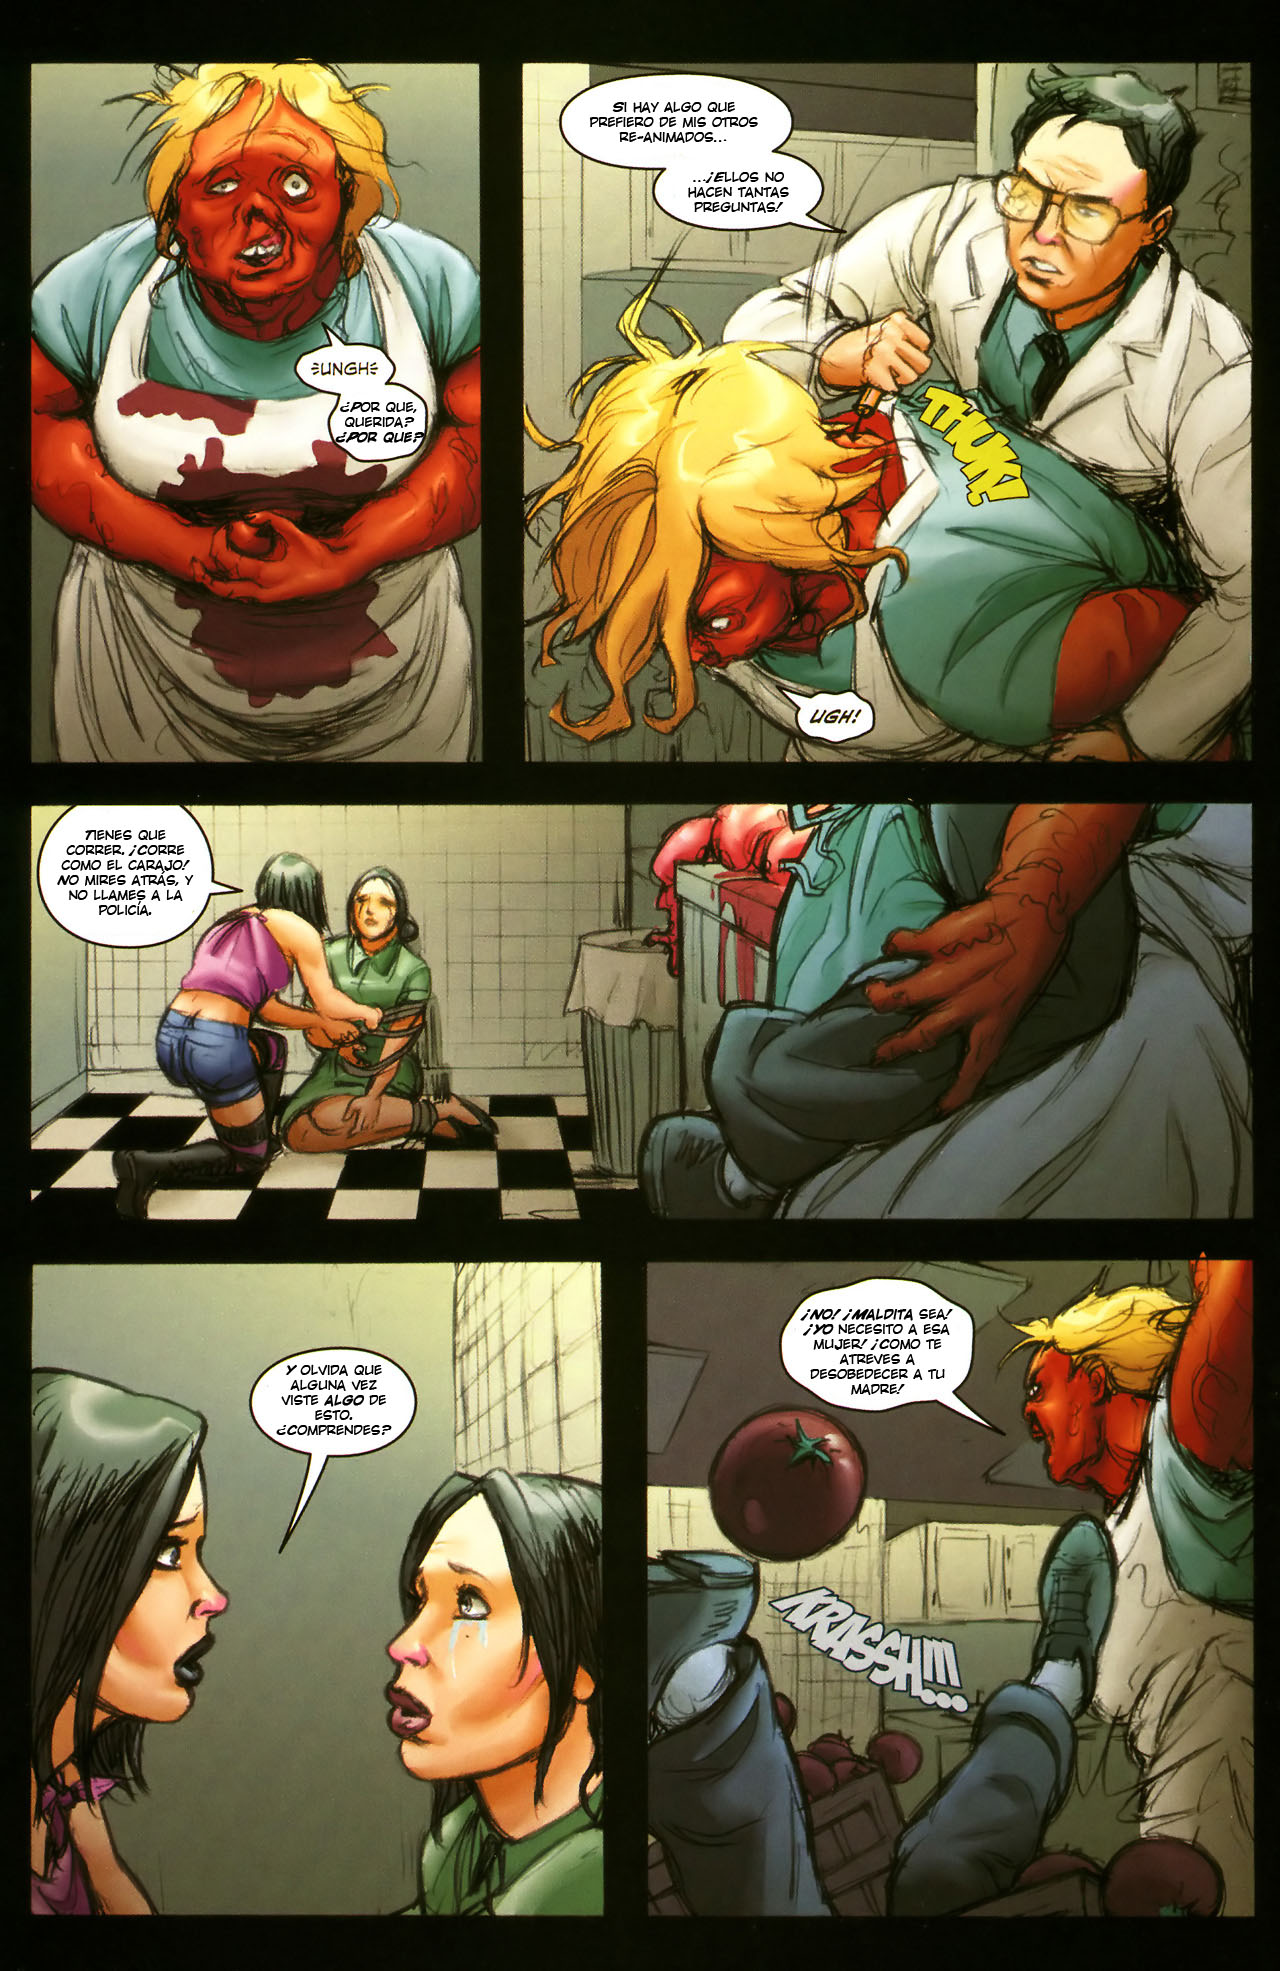 UNGH
¿POR QUE,
QUERIDA?
¿POR QUE?
SI HAY ALGO QUE
PREFIERO DE MIS OTROS
RE-ANIMADOS...
...¡ELLOS NO
HACEN TANTAS
PREGUNTAS!
THUK!
UGH!
TIENES QUE
CORRER. ¡CORRE
COMO EL CARAJO!
NO MIRES ATRÁS, Y
NO LLAMES A LA
POLICÍA.
Y OLVIDA QUE
ALGUNA VEZ
VISTE ALGO DE
ESTO.
¿COMPRENDES?
¡NO! ¡MALDITA SEA!
¡YO NECESITO A ESA
MUJER! ¡COMO TE
ATREVES A
DESOBEDECER A TU
MADRE!
KRASSH!!!...